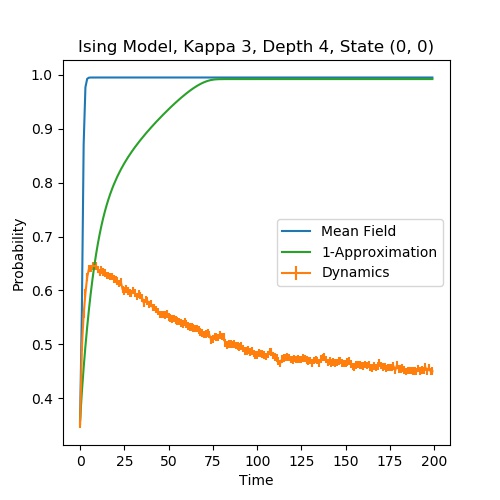 Ising Model, Kappa 3, Depth 4, State (0, 0)
1.0
0.9
0.8
0.7
0.6
0.5
0.4
Probability
Mean Field
1-Approximation
Dynamics
0 25 50 75 100 125 150 175 200
Time